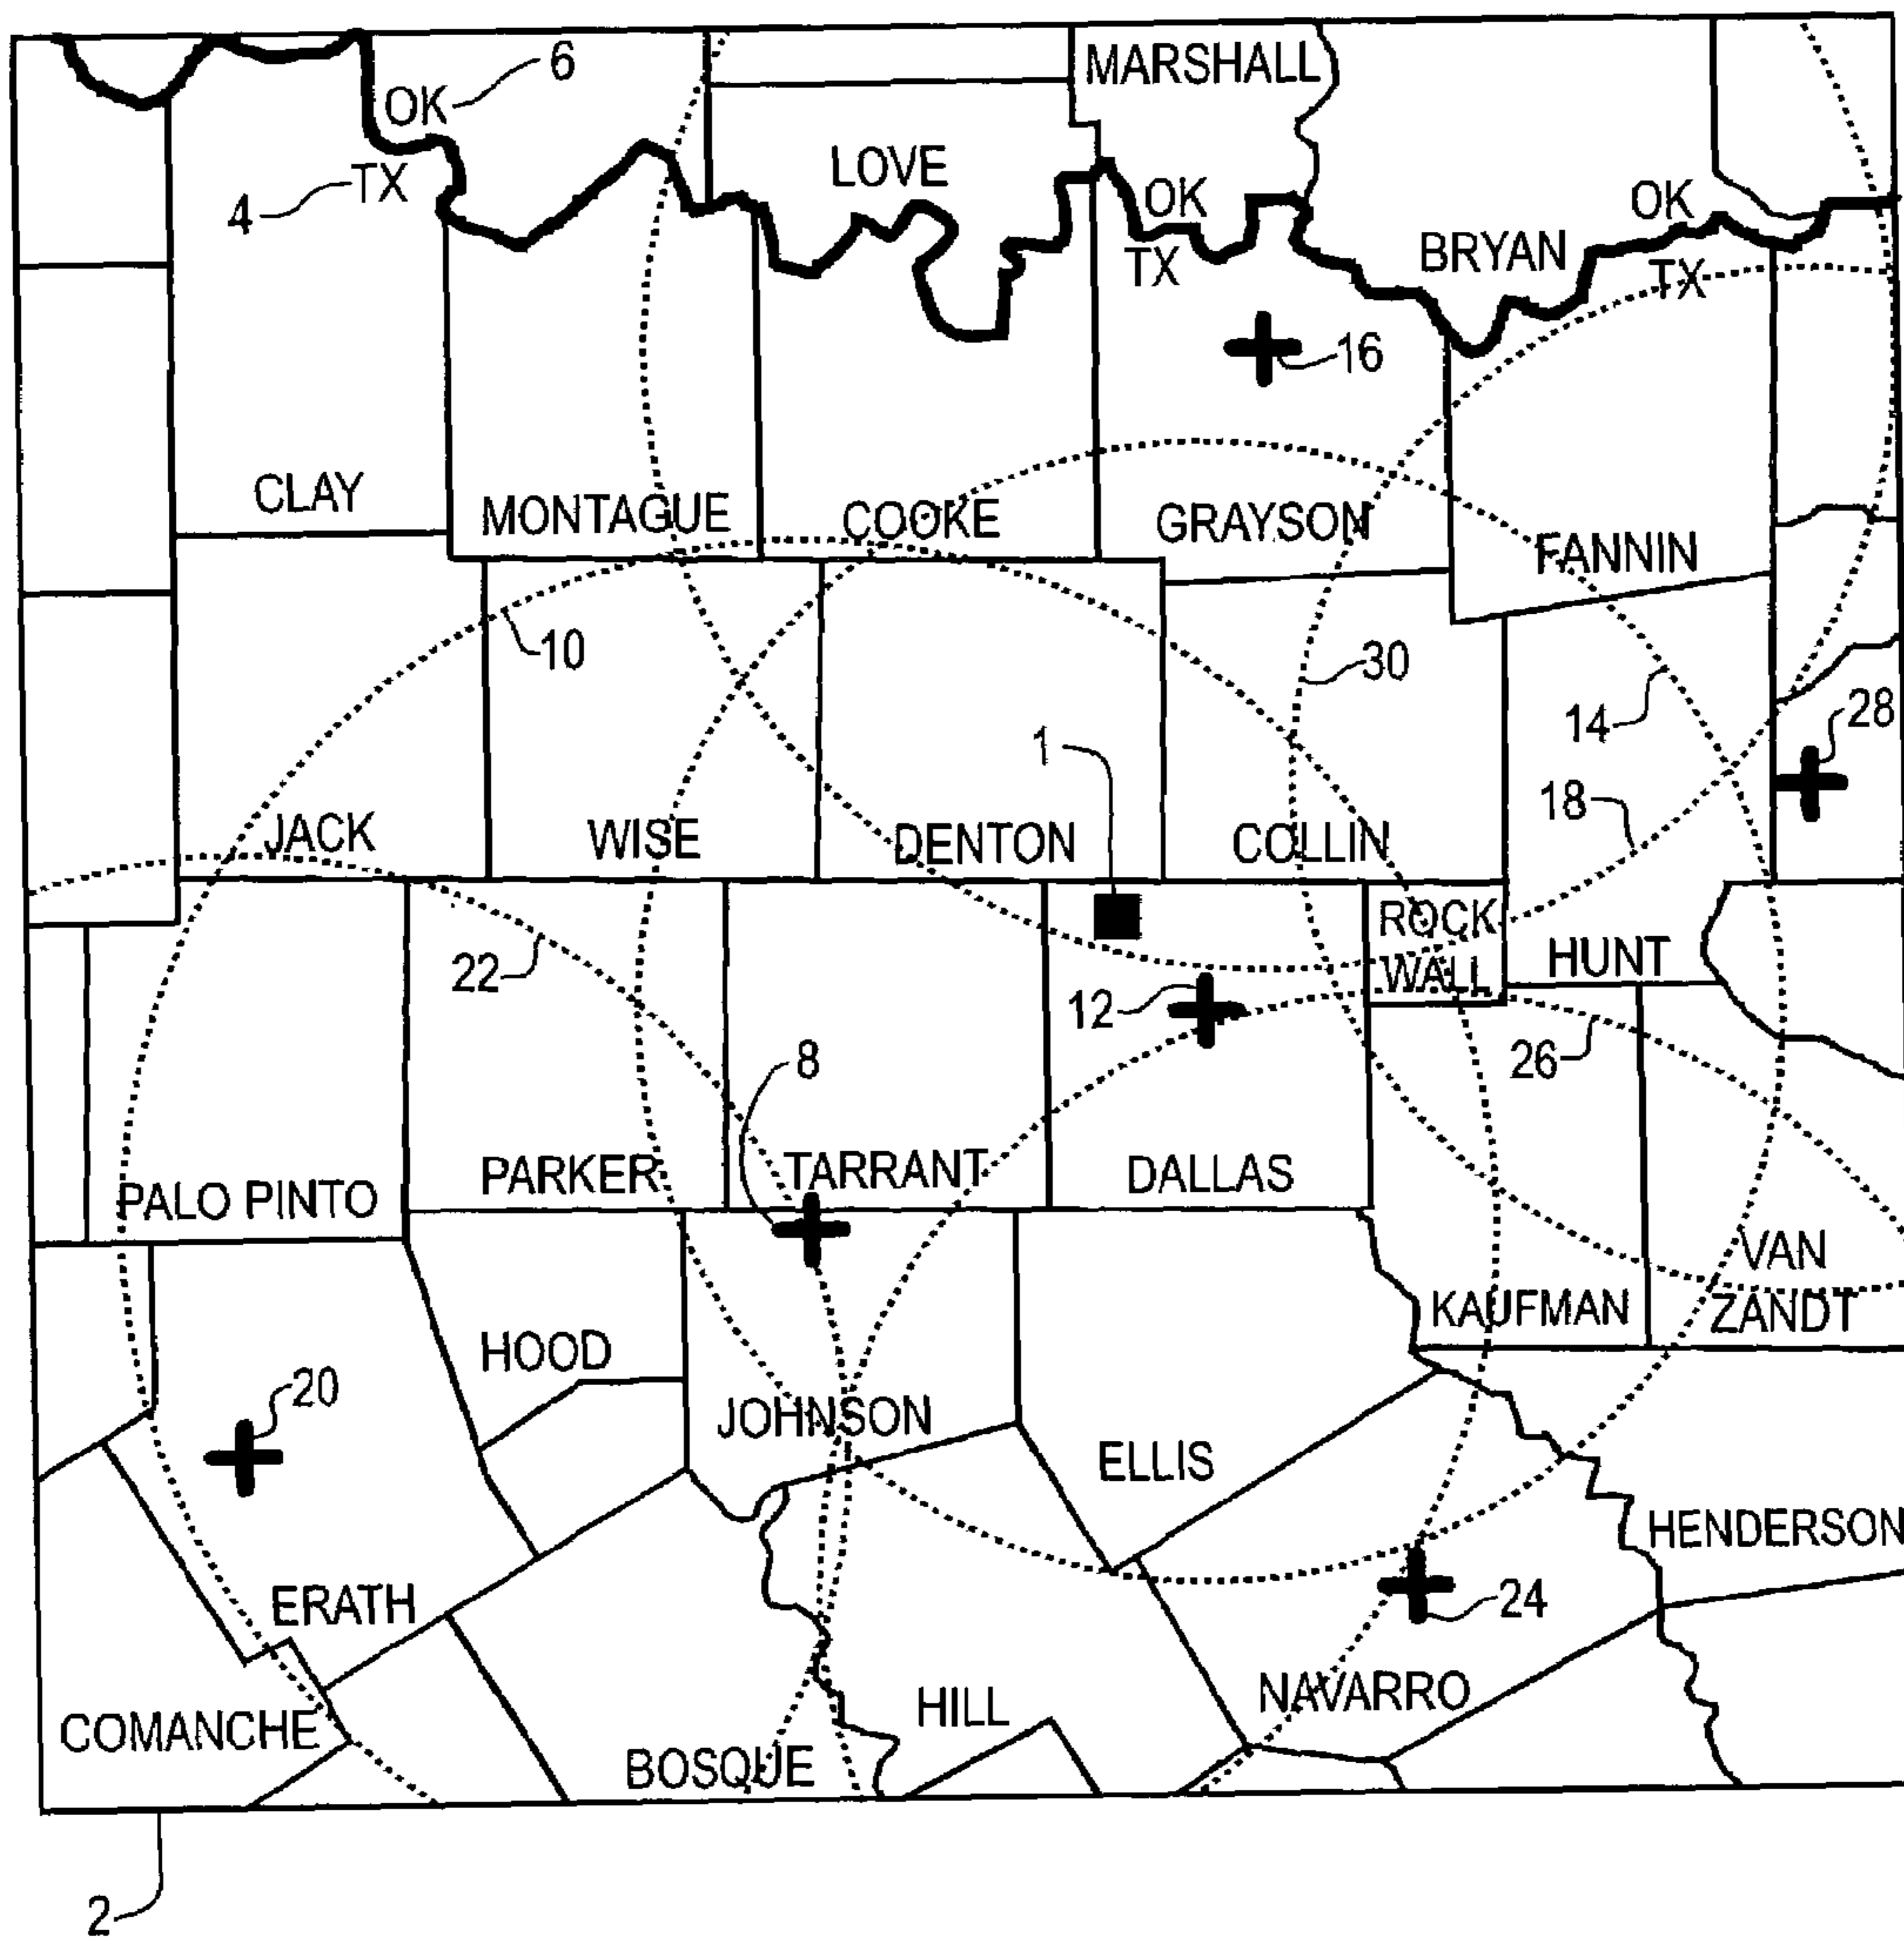 MARSHALL
6
OK
LOVE
TX
4
OK
OK
BRYAN
TX
TX
16
CLAY
MONTAGUE
COOKE
GRAYSON
FANNIN
10
30
14
28
1
18
JACK
WISE
DENTON
COLLIN
ROCK
WALL
HUNT
22
12
26
8
PALO PINTO
PARKER
TARRANT
DALLAS
VAN
ZANDT
KAUFMAN
HOOD
20
JOHNSON
ELLIS
HENDERSON
ERATH
24
NAVARRO
HILL
COMANCHE
BOSQUE
2